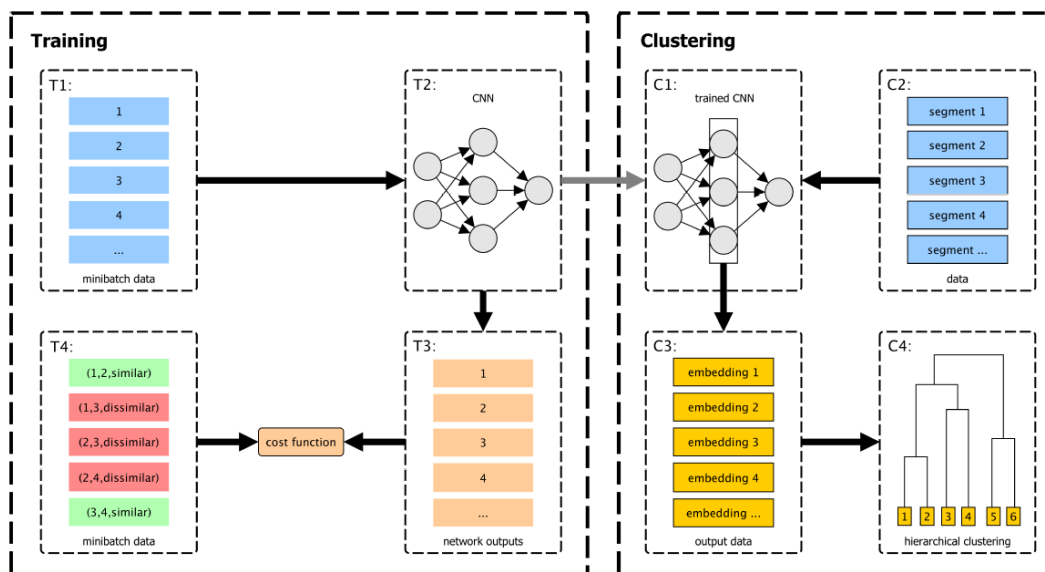 Training
T1:
1
2
3
4
...
minibatch data
T2:
CNN
T4:
(1,2,similar)
(1,3,dissimilar)
(2,3,dissimilar)
(2,4,dissimilar)
(3,4,similar)
minibatch data
cost function
T3:
1
2
3
4
...
network outputs
Clustering
C1:
trained CNN
C2:
segment 1
segment 2
segment 3
segment 4
segment ...
data
C3:
embedding 1
embedding 2
embedding 3
embedding 4
embedding ...
output data
C4:
1 2 3 4 5 6
hierarchical clustering